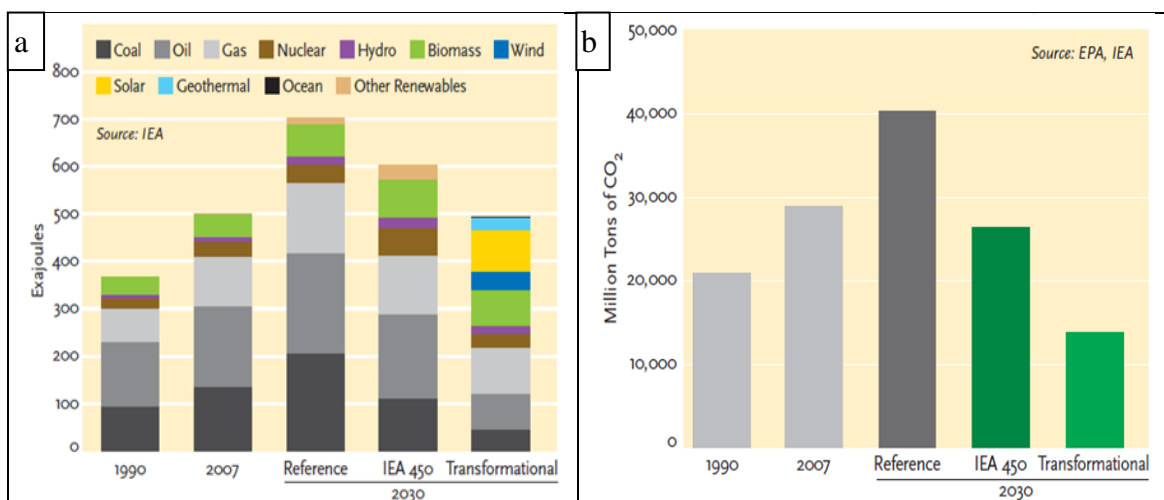 a
Coal Oil Gas Nuclear Hydro Biomass Wind
Solar Geothermal Ocean Other Renewables
Source: IEA
Exajoules
800
700
600
500
400
300
200
100
0
1990 2007 Reference IEA 450 Transformational
2030
b
Source: EPA, IEA
Million Tons of CO₂
50,000
40,000
30,000
20,000
10,000
0
1990 2007 Reference IEA 450 Transformational
2030